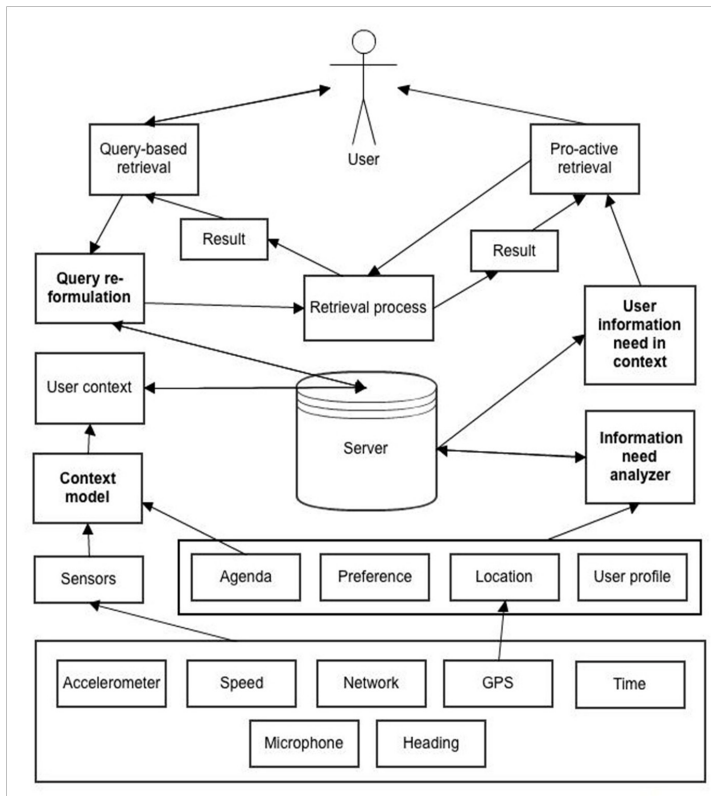 User
Query-based
retrieval
Pro-active
retrieval
Result
Result
Query re-
formulation
Retrieval process
User
information
need in
context
User context
Server
Information
need
analyzer
Context
model
Sensors
Agenda
Preference
Location
User profile
Accelerometer
Speed
Network
GPS
Time
Microphone
Heading